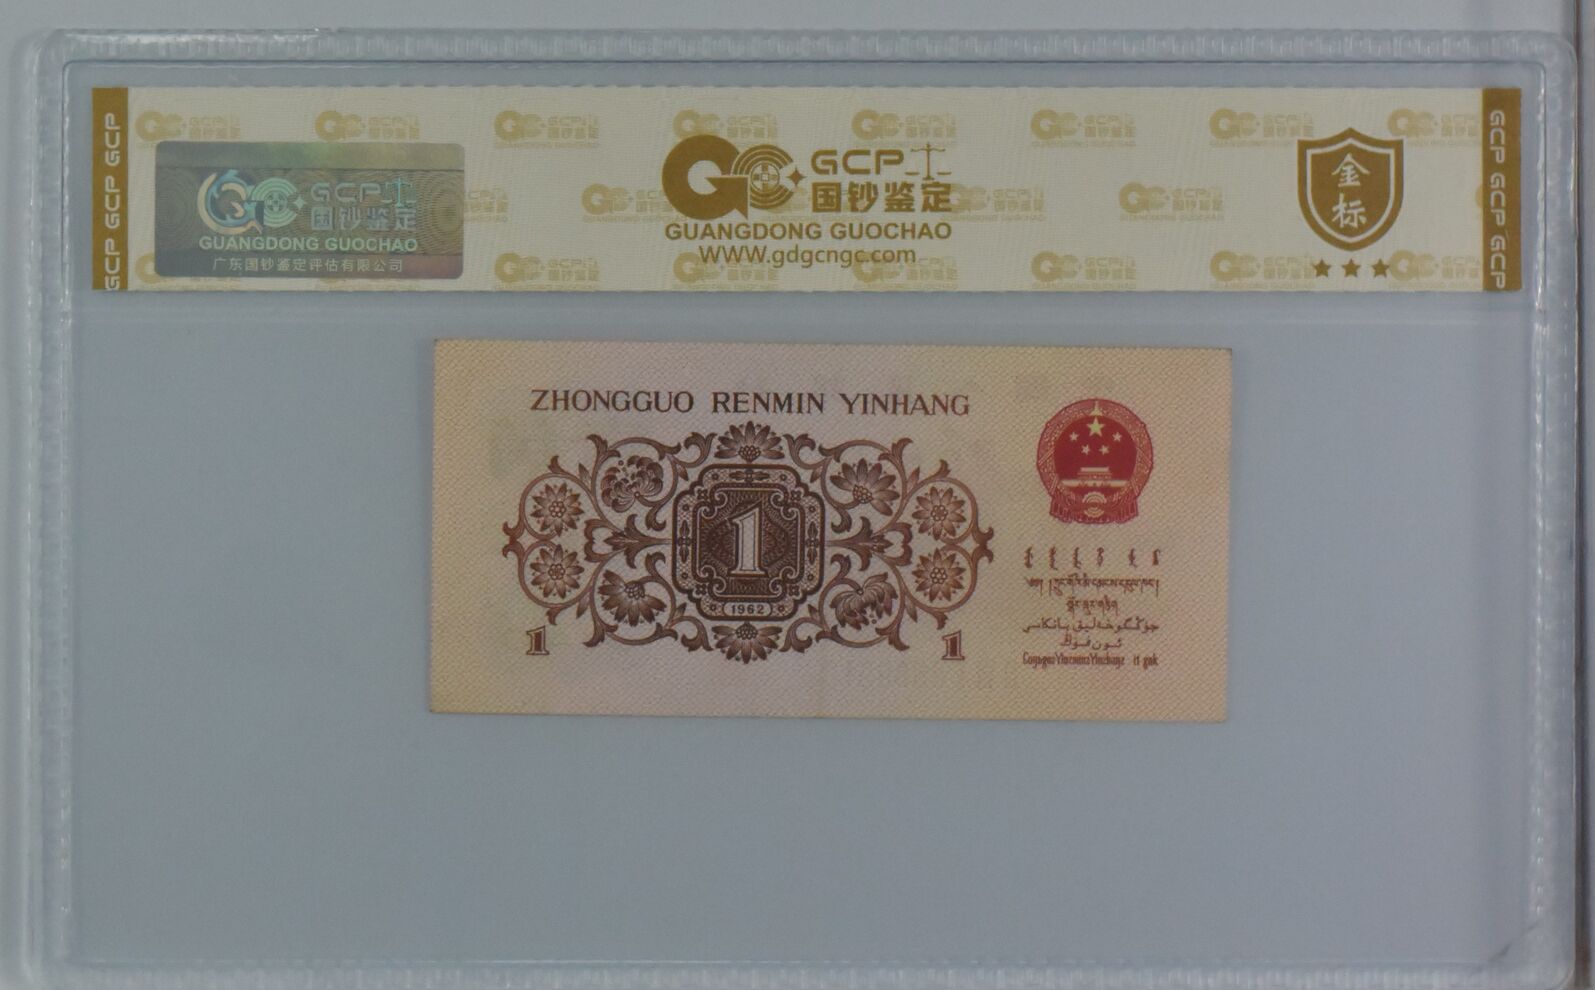 GCP GCP GCP
GCP
国钞鉴定
GUANGDONG GUOCHAO
广东国钞鉴定评估有限公司
GCP
国钞鉴定
GUANGDONG GUOCHAO
WWW.gdgcngc.com
金标
GCP GCP GCP
ZHONGGUO RENMIN YINHANG
1
1962
1 1
جۇڭگوخەلىق بانكىسى